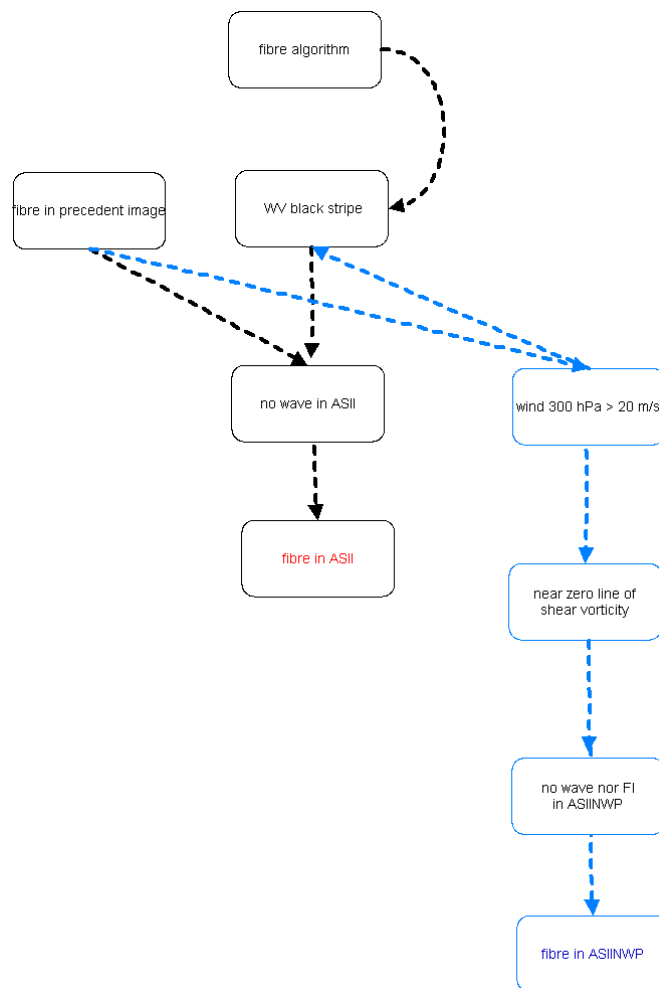 fibre algorithm
fibre in precedent image
WV black stripe
no wave in ASII
wind 300 hPa > 20 m/s
fibre in ASII
near zero line of
shear vorticity
no wave nor FI
in ASIINWP
fibre in ASIINWP